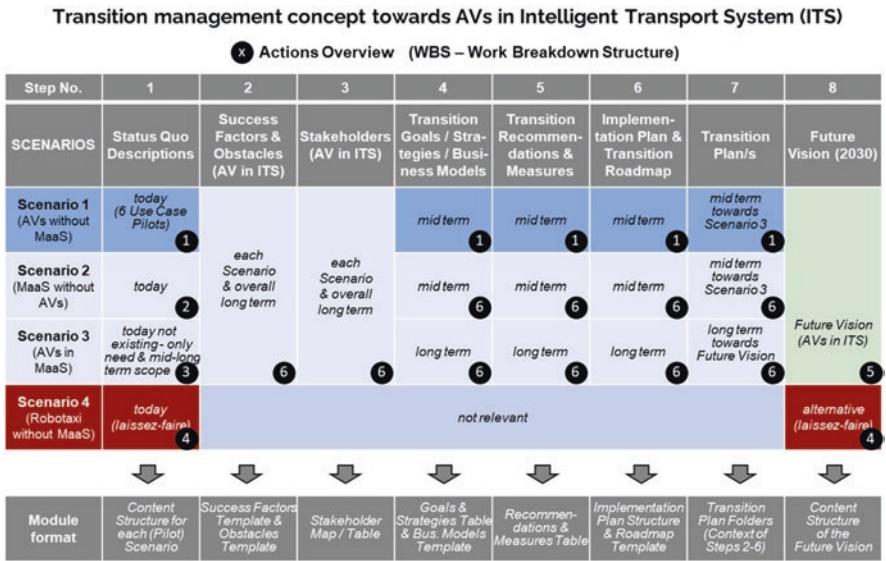 Transition management concept towards AVs in Intelligent Transport System (ITS)
x Actions Overview (WBS – Work Breakdown Structure)
Step No. 1 2 3 4 5 6 7 8
SCENARIOS
Status Quo
Descriptions
Success
Factors &
Obstacles
(AV in ITS)
Stakeholders
(AV in ITS)
Transition
Goals / Stra-
tegies / Busi-
ness Models
Transition
Recommen-
dations &
Measures
Implemen-
tation Plan &
Transition
Roadmap
Transition
Plan/s
Future
Vision (2030)
Scenario 1
(AVs without
MaaS)
today
(6 Use Case
Pilots)
1
each
Scenario
& overall
long term
6
each
Scenario
& overall
long term
6
mid term
1
mid term
1
mid term
1
mid term
towards
Scenario 3
1
Future Vision
(AVs in ITS)
5
Scenario 2
(MaaS without
AVs)
today
2
mid term
6
mid term
6
mid term
6
mid term
towards
Scenario 3
6
Scenario 3
(AVs in
MaaS)
today not
existing- only
need & mid-long
term scope
3
long term
6
long term
6
long term
6
long term
towards
Future Vision
6
Scenario 4
(Robotaxi
without MaaS)
today
(laissez-faire)
4
not relevant
alternative
(laissez-faire)
4
Module
format
Content
Structure for
each (Pilot)
Scenario
Success Factors
Template &
Obstacles
Template
Stakeholder
Map / Table
Goals &
Strategies Table
& Bus. Models
Template
Recommen-
dations &
Measures Table
Implementation
Plan Structure
& Roadmap
Template
Transition
Plan Folders
(Context of
Steps 2-6)
Content
Structure
of the
Future Vision